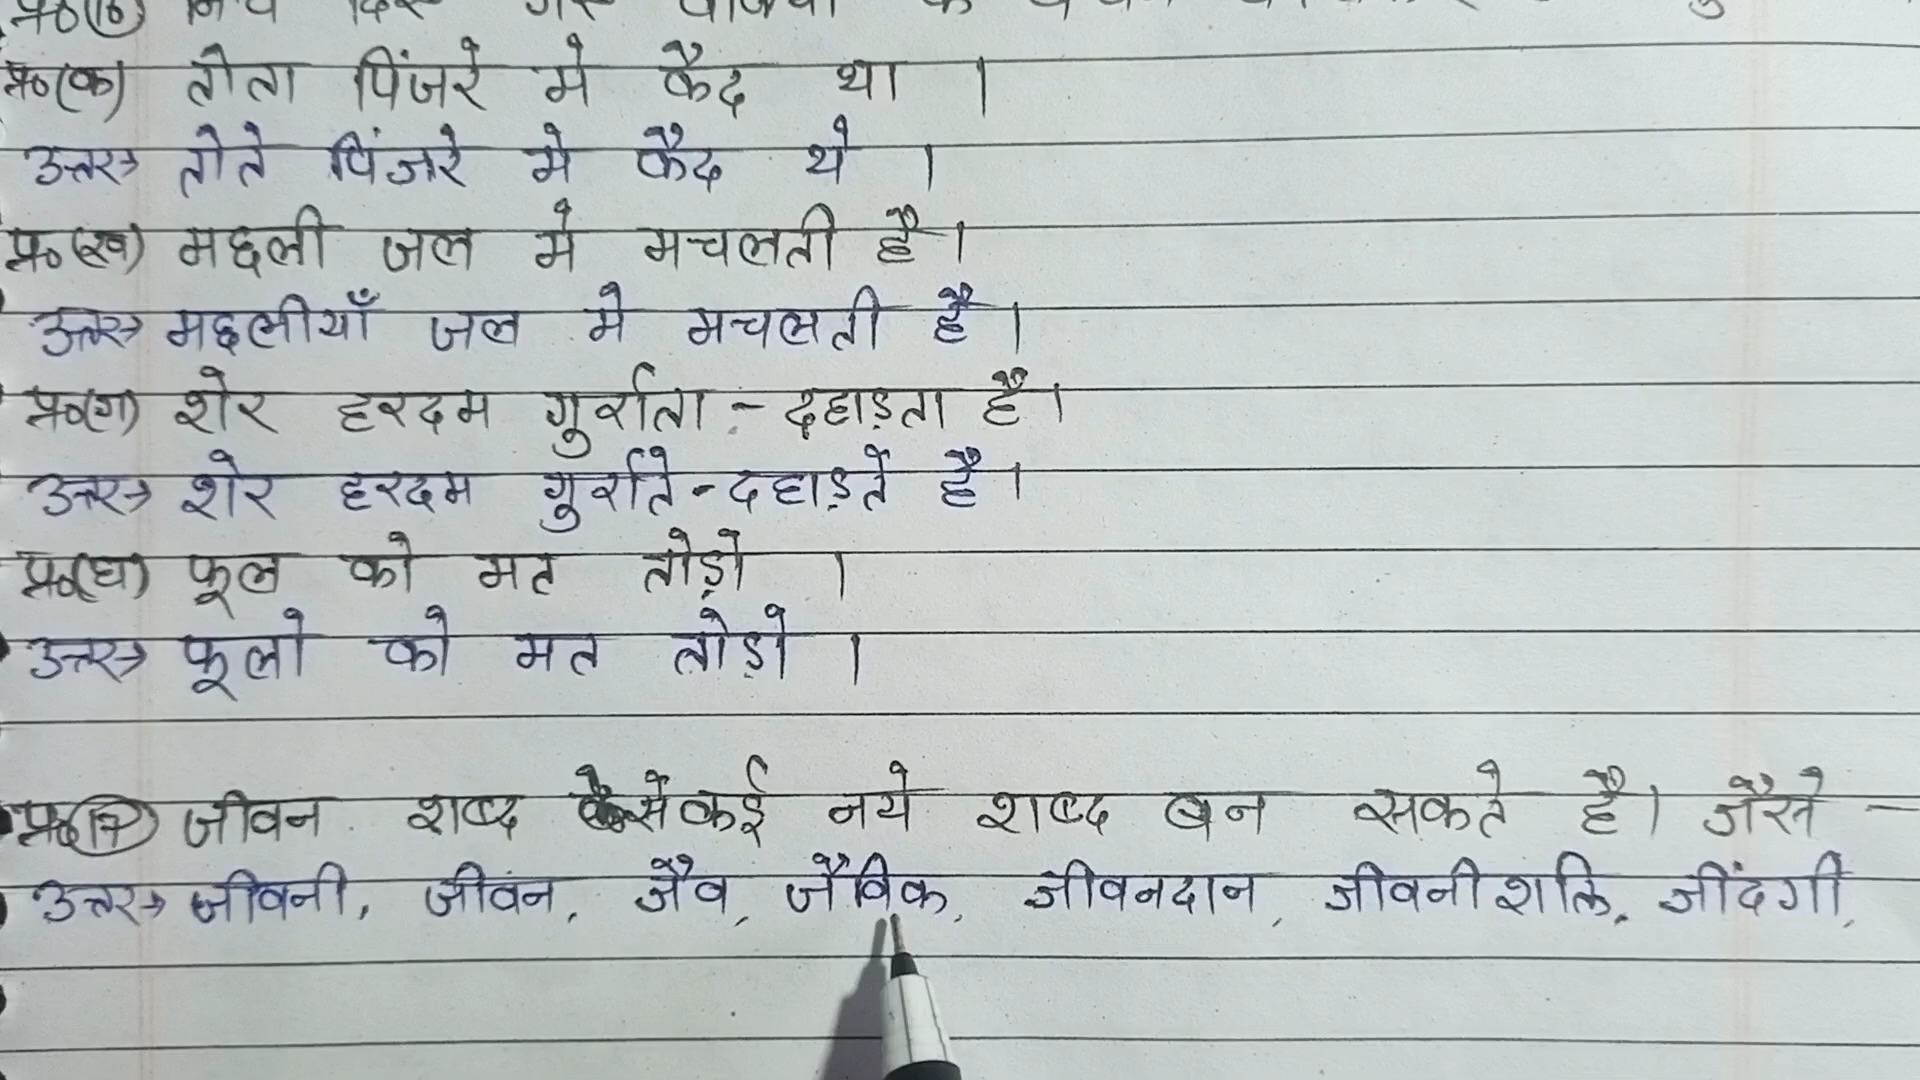 प्र०(क) तोता पिंजरे मे कैद था ।
उत्तर→ तोते पिंजरे मे कैद थे ।
प्र०(ख) मछली जल मे मचलती है ।
उत्तर→ मछलीयाँ जल मे मचलती है ।
प्र०(ग) शेर हरदम गुर्राता - दहाड़ता है ।
उत्तर→ शेर हरदम गुर्राते - दहाड़ते है ।
प्र०(घ) फूल को मत तोड़ो ।
उत्तर→ फूलो को मत तोड़ो ।
प्र०(7) जीवन शब्द से कई नये शब्द बन सकते है । जैसे -
उत्तर→ जीवनी, जीवंन, जैव, जैविक, जीवनदान, जीवनीशक्ति, जींदगी,